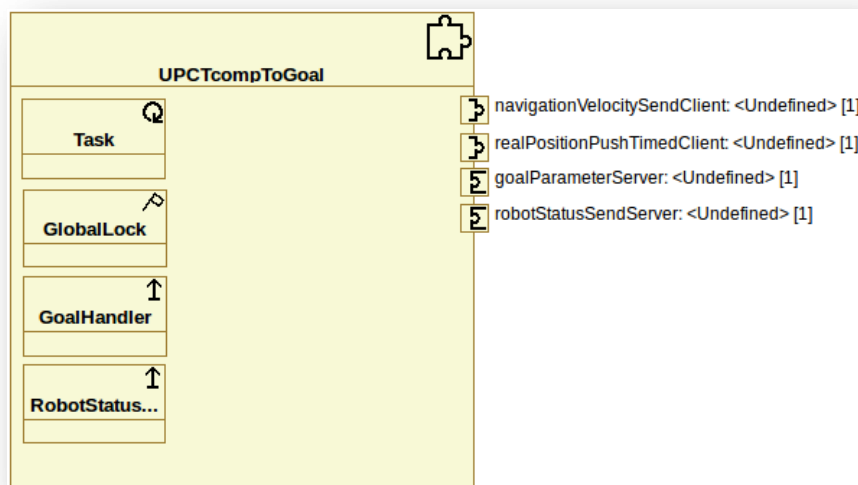 UPCTcompToGoal
Task
GlobalLock
GoalHandler
RobotStatus...
navigationVelocitySendClient: <Undefined> [1]
realPositionPushTimedClient: <Undefined> [1]
goalParameterServer: <Undefined> [1]
robotStatusSendServer: <Undefined> [1]